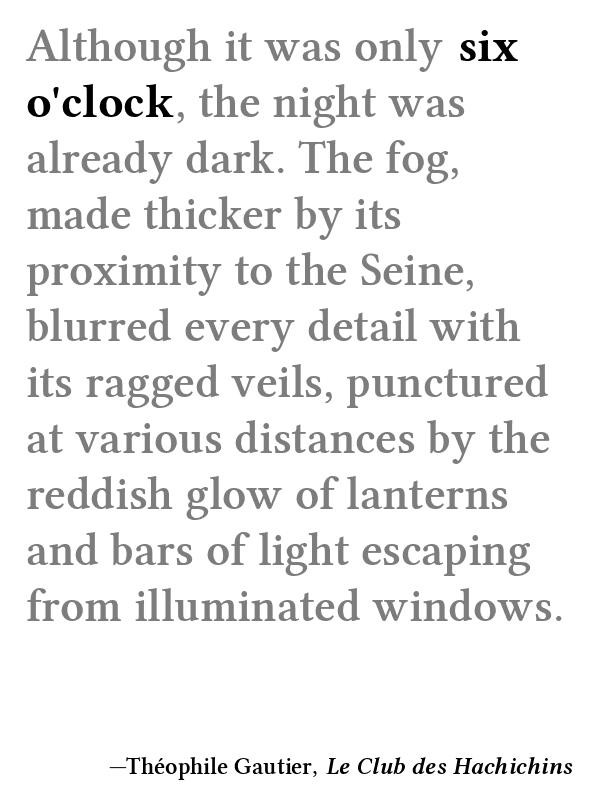 Although it was only six
o'clock, the night was
already dark. The fog,
made thicker by its
proximity to the Seine,
blurred every detail with
its ragged veils, punctured
at various distances by the
reddish glow of lanterns
and bars of light escaping
from illuminated windows.
—Théophile Gautier, Le Club des Hachichins